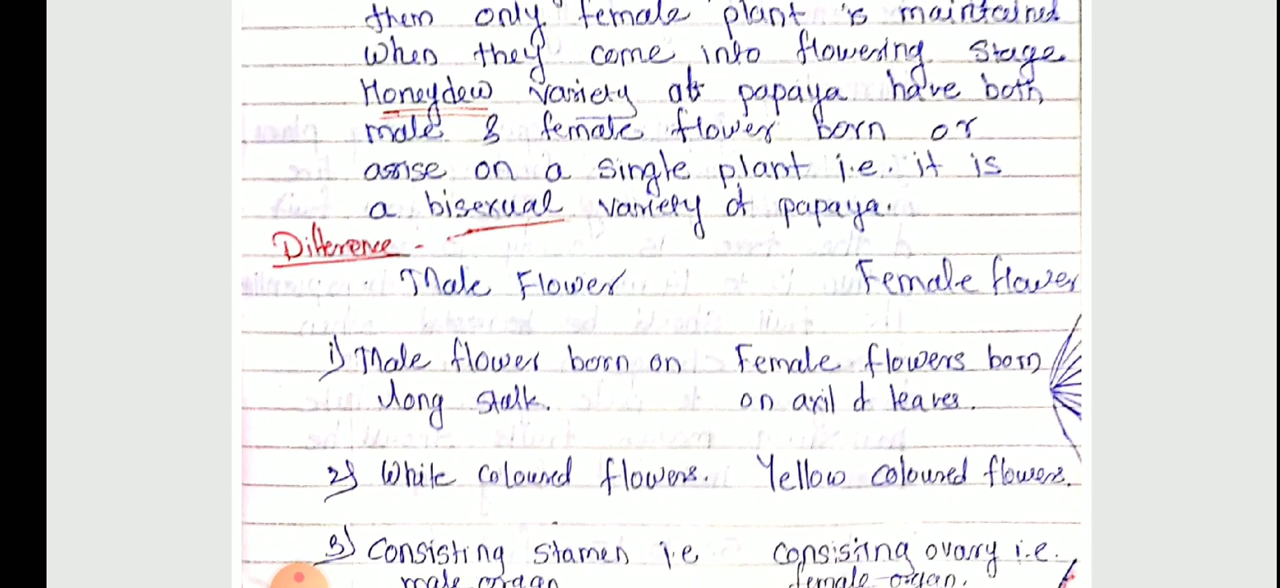 them only female plant is maintained
when they come into flowering stage
Honeydew variety of papaya have both
male & female flower born or
arise on a single plant i.e. it is
a bisexual variety of papaya.
Difference -
Male Flower Female flower
1) Male flower born on Female flowers born
long stalk. on axil of leaves.
2) White coloured flowers. Yellow coloured flowers.
3) Consisting stamen i.e consisting ovary i.e.
male organ female organ.